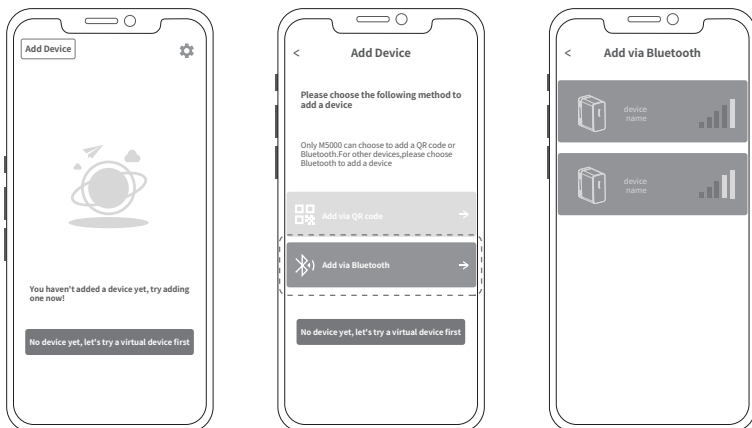 Add Device
You haven't added a device yet, try adding
one now!
No device yet, let's try a virtual device first
<
Add Device
Please choose the following method to
add a device
Only M5000 can choose to add a QR code or
Bluetooth.For other devices,please choose
Bluetooth to add a device
Add via QR code
Add via Bluetooth
No device yet, let's try a virtual device first
<
Add via Bluetooth
device
name
device
name